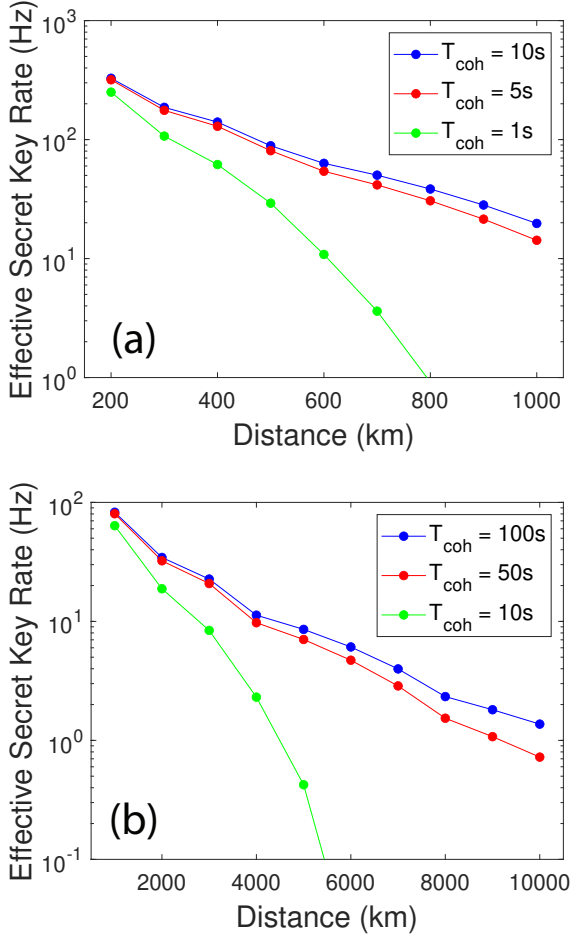 10^3
10^2
10^1
10^0
Effective Secret Key Rate (Hz)
T_coh = 10s
T_coh = 5s
T_coh = 1s
(a)
200 400 600 800 1000
Distance (km)
10^2
10^1
10^0
10^-1
Effective Secret Key Rate (Hz)
T_coh = 100s
T_coh = 50s
T_coh = 10s
(b)
2000 4000 6000 8000 10000
Distance (km)